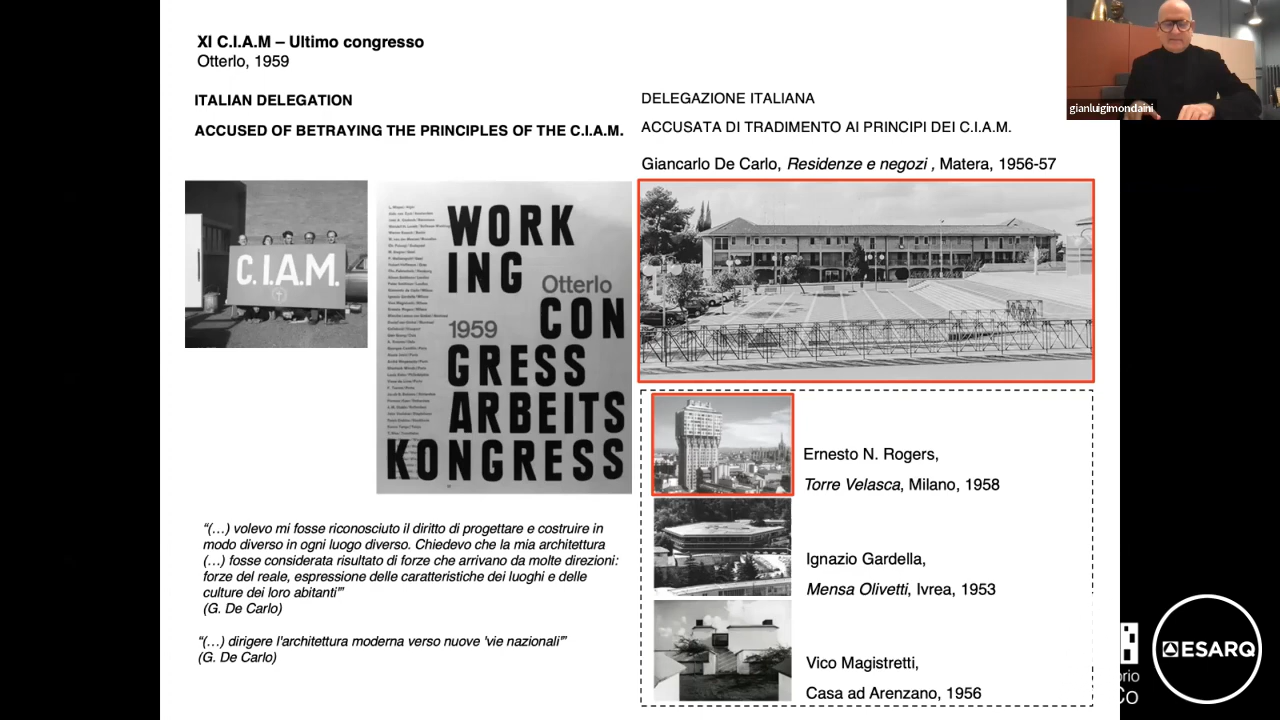 XI C.I.A.M – Ultimo congresso
Otterlo, 1959
ITALIAN DELEGATION
ACCUSED OF BETRAYING THE PRINCIPLES OF THE C.I.A.M.
DELEGAZIONE ITALIANA
ACCUSATA DI TRADIMENTO AI PRINCIPI DEI C.I.A.M.
Giancarlo De Carlo, Residenze e negozi , Matera, 1956-57
gianluigimondaini
C.I.A.M.
WORK
ING
Otterlo
CON
1959
GRESS
ARBEITS
KONGRESS
Ernesto N. Rogers,
Torre Velasca, Milano, 1958
Ignazio Gardella,
Mensa Olivetti, Ivrea, 1953
Vico Magistretti,
Casa ad Arenzano, 1956
“(…) volevo mi fosse riconosciuto il diritto di progettare e costruire in
modo diverso in ogni luogo diverso. Chiedevo che la mia architettura
(…) fosse considerata risultato di forze che arrivano da molte direzioni:
forze del reale, espressione delle caratteristiche dei luoghi e delle
culture dei loro abitanti’”
(G. De Carlo)
“(…) dirigere l'architettura moderna verso nuove 'vie nazionali'”
(G. De Carlo)
ESARQ